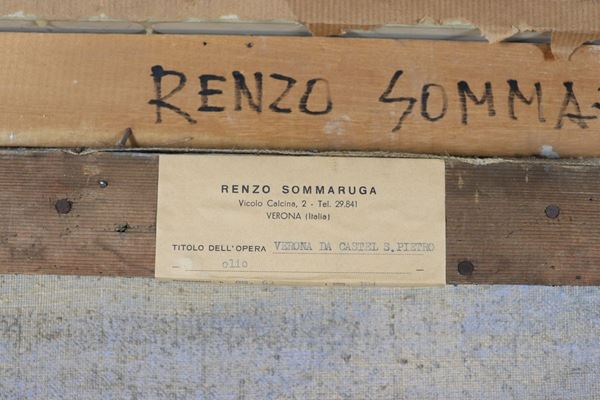 RENZO SOMMA
RENZO SOMMARUGA
Vicolo Calcina, 2 - Tel. 29.841
VERONA (Italia)
TITOLO DELL'OPERA VERONA DA CASTEL S. PIETRO
olio